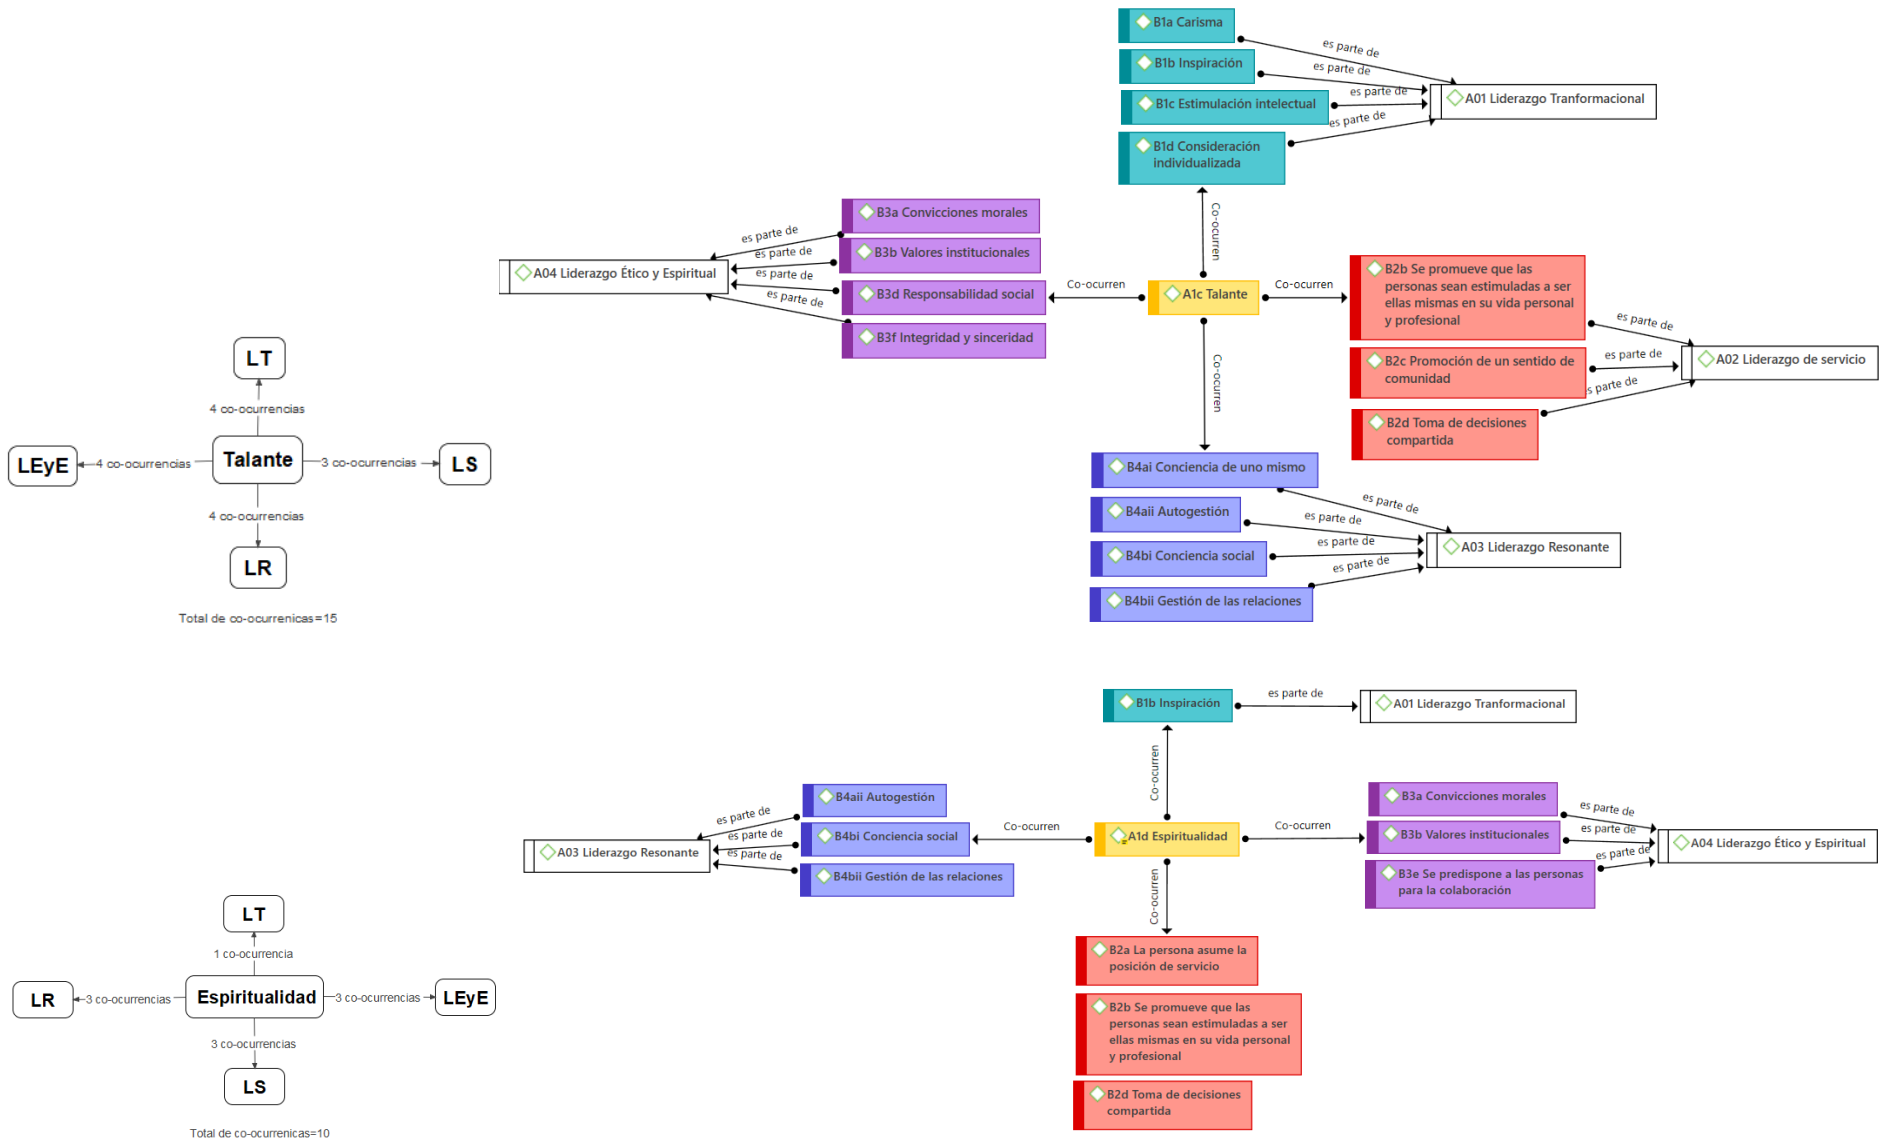 B1a Carisma
B1b Inspiración
B1c Estimulación intelectual
B1d Consideración
individualizada
es parte de
es parte de
es parte de
es parte de
A01 Liderazgo Tranformacional
Co-ocurren
B3a Convicciones morales
B3b Valores institucionales
B3d Responsabilidad social
B3f Integridad y sinceridad
es parte de
es parte de
es parte de
es parte de
A04 Liderazgo Ético y Espiritual
Co-ocurren
A1c Talante
Co-ocurren
B2b Se promueve que las
personas sean estimuladas a ser
ellas mismas en su vida personal
y profesional
B2c Promoción de un sentido de
comunidad
B2d Toma de decisiones
compartida
es parte de
es parte de
es parte de
A02 Liderazgo de servicio
Co-ocurren
B4ai Conciencia de uno mismo
B4aii Autogestión
B4bi Conciencia social
B4bii Gestión de las relaciones
es parte de
es parte de
es parte de
es parte de
A03 Liderazgo Resonante
LT
4 co-ocurrencias
LEyE
4 co-ocurrencias
Talante
3 co-ocurrencias
LS
4 co-ocurrencias
LR
Total de co-ocurrenicas=15
B1b Inspiración
es parte de
A01 Liderazgo Tranformacional
Co-ocurren
B4aii Autogestión
B4bi Conciencia social
B4bii Gestión de las relaciones
es parte de
es parte de
es parte de
A03 Liderazgo Resonante
Co-ocurren
A1d Espiritualidad
Co-ocurren
B3a Convicciones morales
B3b Valores institucionales
B3e Se predispone a las personas
para la colaboración
es parte de
es parte de
es parte de
A04 Liderazgo Ético y Espiritual
Co-ocurren
B2a La persona asume la
posición de servicio
B2b Se promueve que las
personas sean estimuladas a ser
ellas mismas en su vida personal
y profesional
B2d Toma de decisiones
compartida
LT
1 co-ocurrencia
LR
3 co-ocurrencias
Espiritualidad
3 co-ocurrencias
LEyE
3 co-ocurrencias
LS
Total de co-ocurrenicas=10